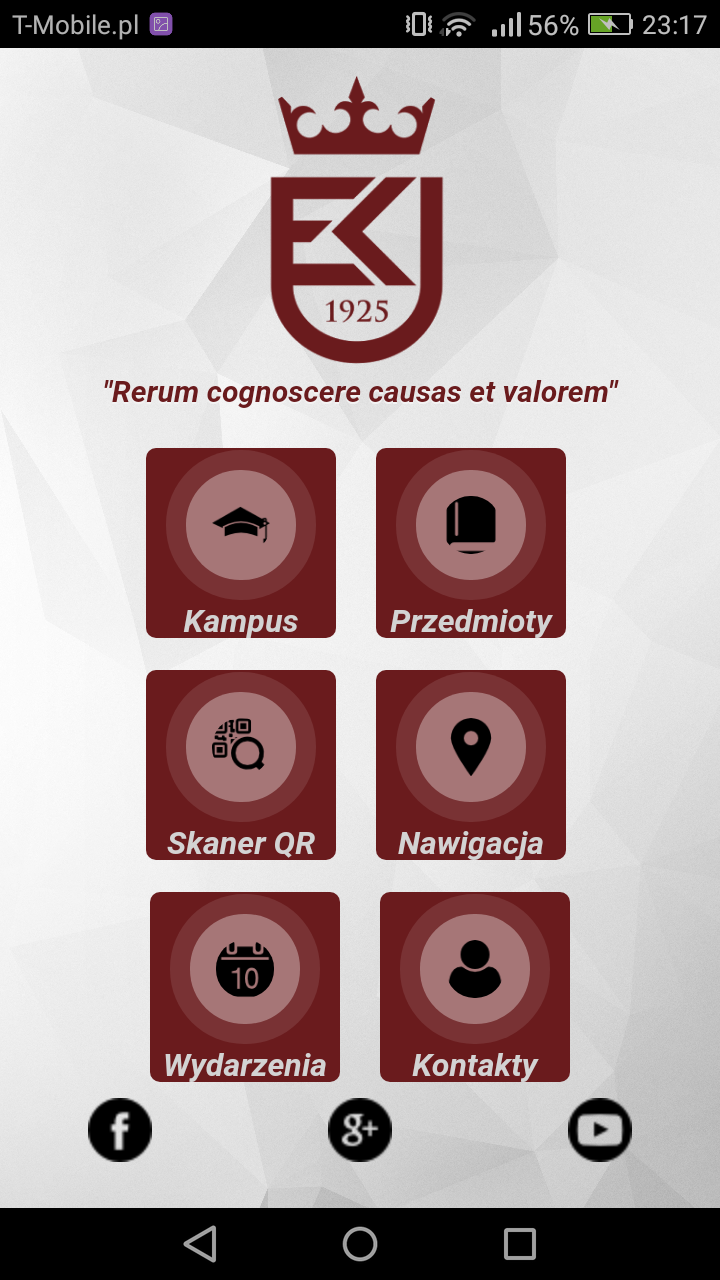 T-Mobile.pl 56% 23:17
EK
1925
"Rerum cognoscere causas et valorem"
Kampus Przedmioty
Skaner QR Nawigacja
10
Wydarzenia Kontakty
f g+